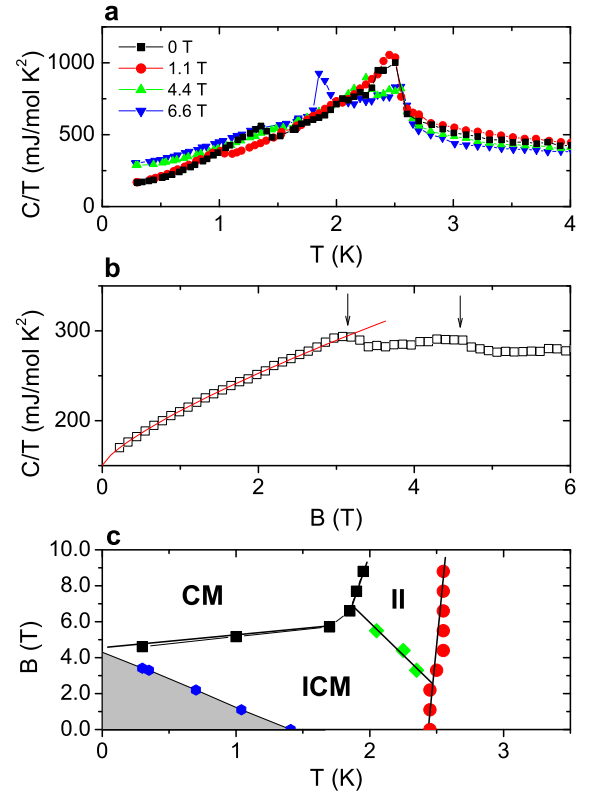 a
1000
500
0
C/T (mJ/mol K²)
0 T
1.1 T
4.4 T
6.6 T
0 1 2 3 4
T (K)
b
300
200
C/T (mJ/mol K²)
0 2 4 6
B (T)
c
10.0
8.0
6.0
4.0
2.0
0.0
B (T)
CM
II
ICM
0 1 2 3
T (K)